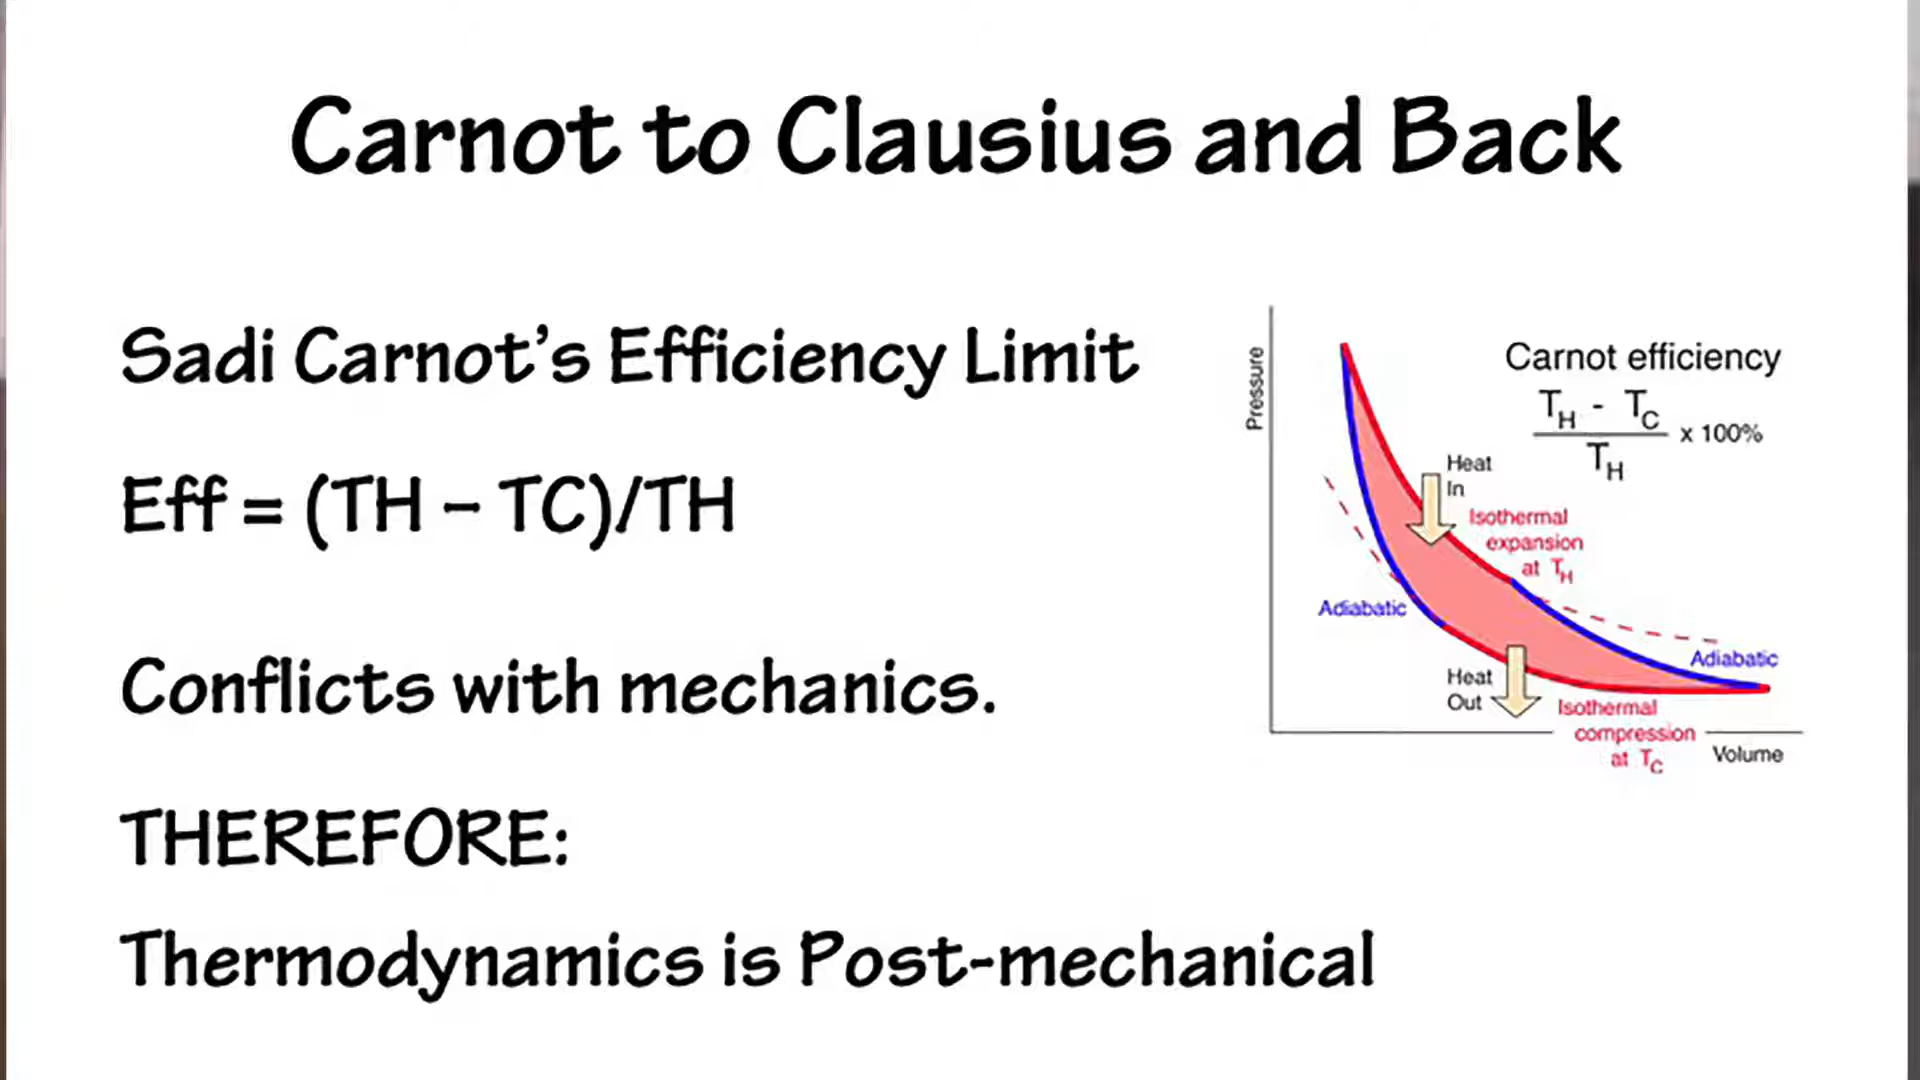 Carnot to Clausius and Back
Sadi Carnot’s Efficiency Limit
Eff = (TH – TC)/TH
Conflicts with mechanics.
THEREFORE:
Thermodynamics is Post-mechanical
Pressure
Carnot efficiency
TH - TC
TH
x 100%
Heat
In
Isothermal
expansion
at TH
Adiabatic
Adiabatic
Heat
Out
Isothermal
compression
at TC
Volume